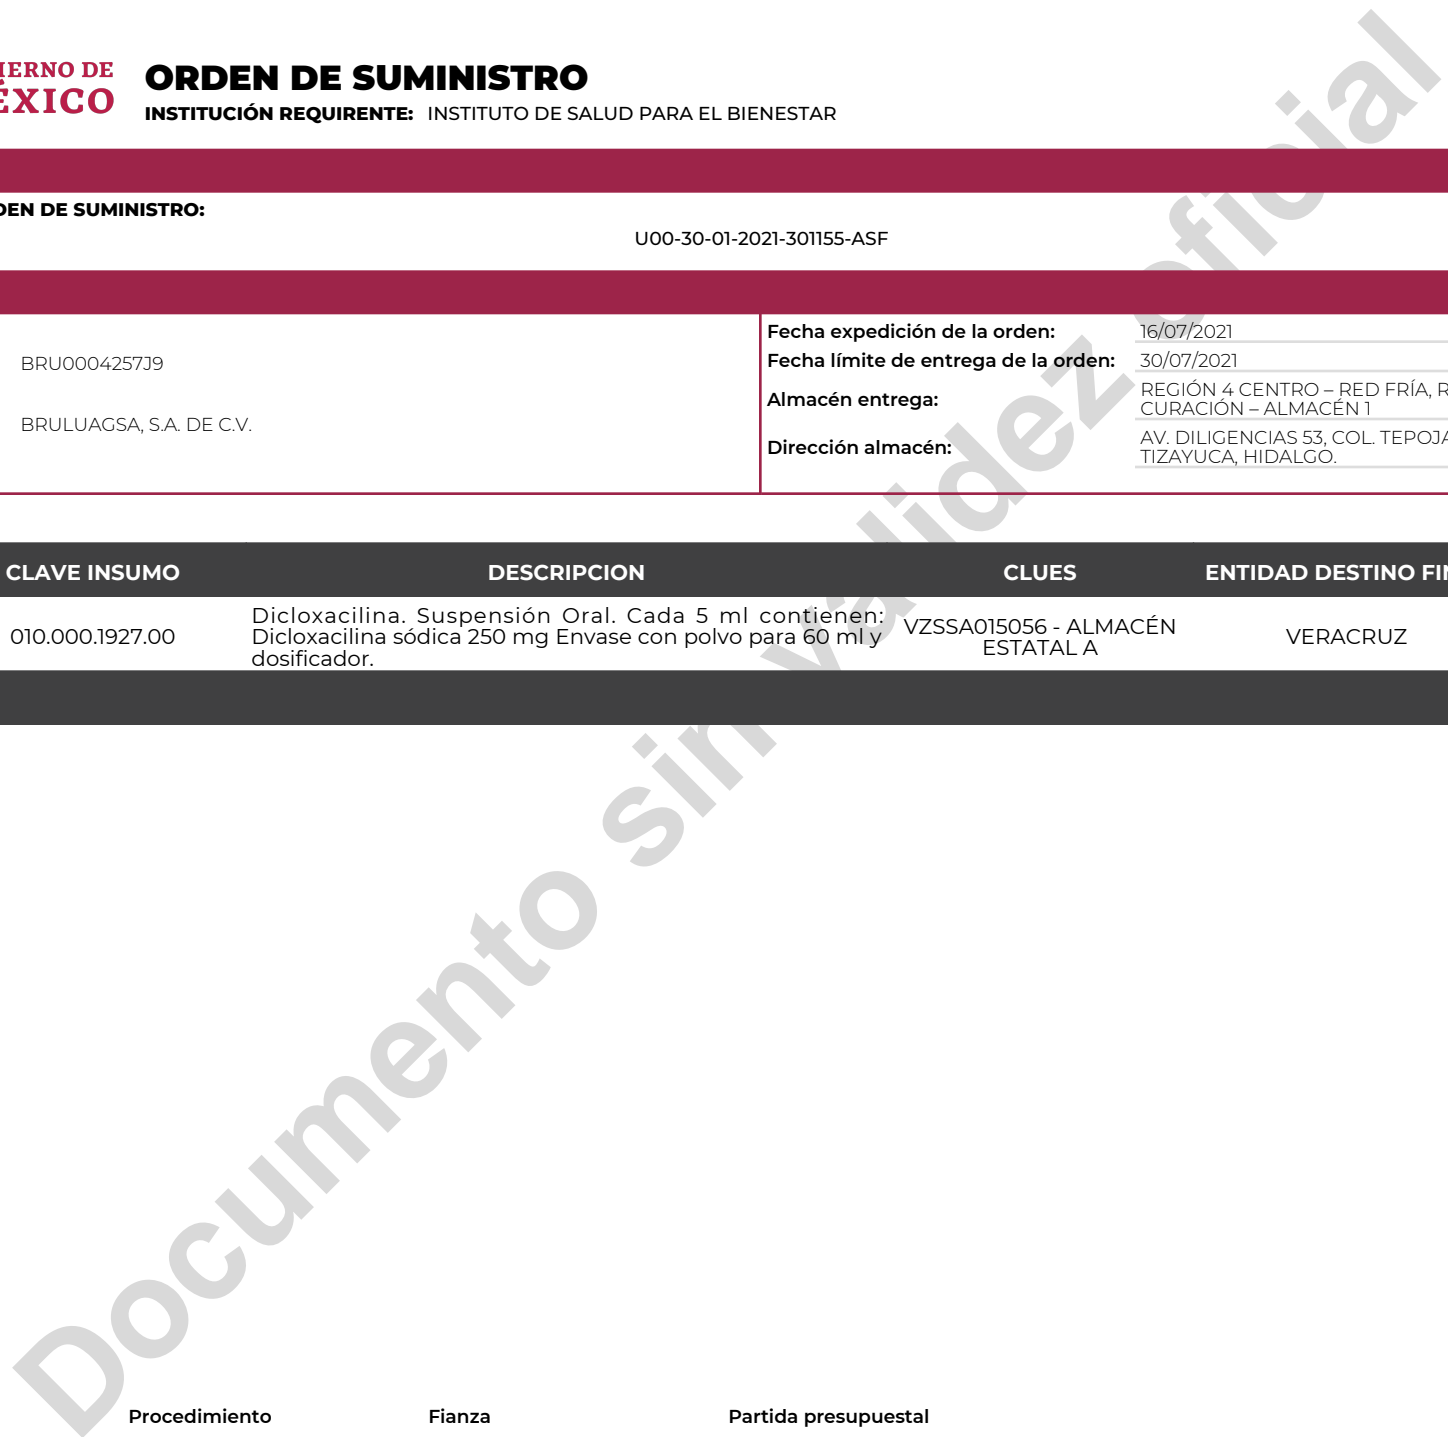 IERNO DE
ÉXICO
ORDEN DE SUMINISTRO
INSTITUCIÓN REQUIRENTE: INSTITUTO DE SALUD PARA EL BIENESTAR
DEN DE SUMINISTRO:
U00-30-01-2021-301155-ASF
BRU0004257J9
BRULUAGSA, S.A. DE C.V.
Fecha expedición de la orden: 16/07/2021
Fecha límite de entrega de la orden: 30/07/2021
Almacén entrega: REGIÓN 4 CENTRO – RED FRÍA, R
CURACIÓN – ALMACÉN 1
Dirección almacén: AV. DILIGENCIAS 53, COL. TEPOJA
TIZAYUCA, HIDALGO.
CLAVE INSUMO DESCRIPCION CLUES ENTIDAD DESTINO FIN
010.000.1927.00
Dicloxacilina. Suspensión Oral. Cada 5 ml contienen:
Dicloxacilina sódica 250 mg Envase con polvo para 60 ml y
dosificador.
VZSSA015056 - ALMACÉN
ESTATAL A
VERACRUZ
Documento sin validez oficial
Procedimiento Fianza Partida presupuestal